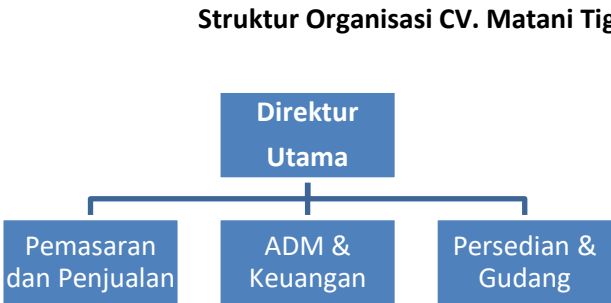 Struktur Organisasi CV. Matani
Direktur
Utama
Pemasaran
dan Penjualan
ADM &
Keuangan
Persedian &
Gudang